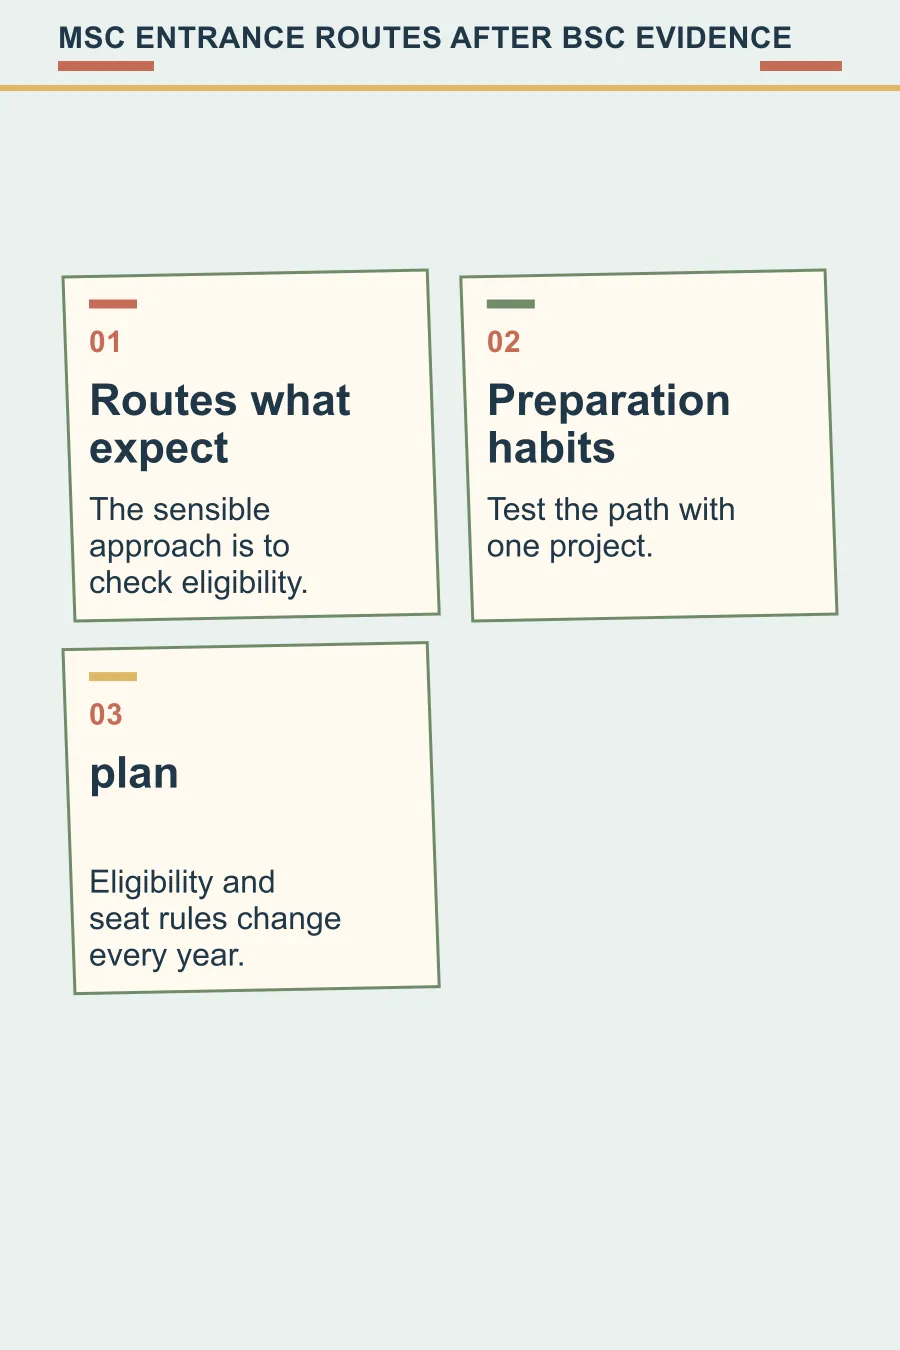 MSC ENTRANCE ROUTES AFTER BSC EVIDENCE
01
Routes what
expect
The sensible
approach is to
check eligibility.
02
Preparation
habits
Test the path with
one project.
03
plan
Eligibility and
seat rules change
every year.